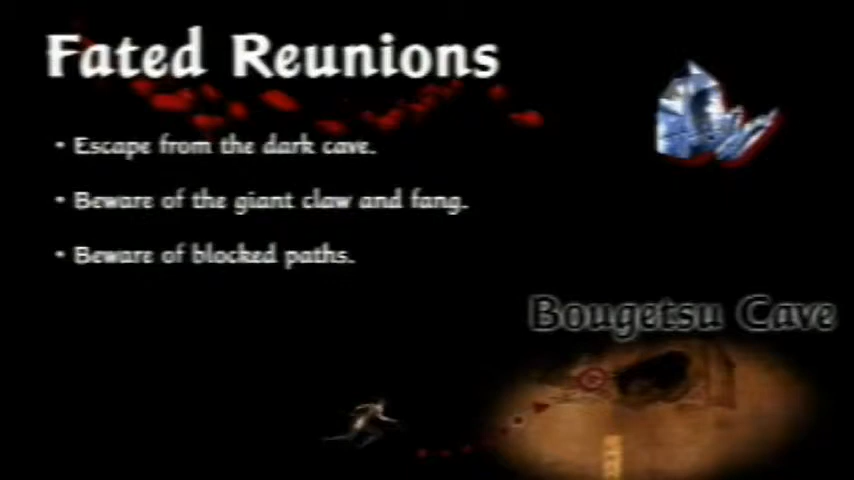 Fated Reunions
• Escape from the dark cave.
• Beware of the giant claw and fang.
• Beware of blocked paths.
Bougetsu Cave